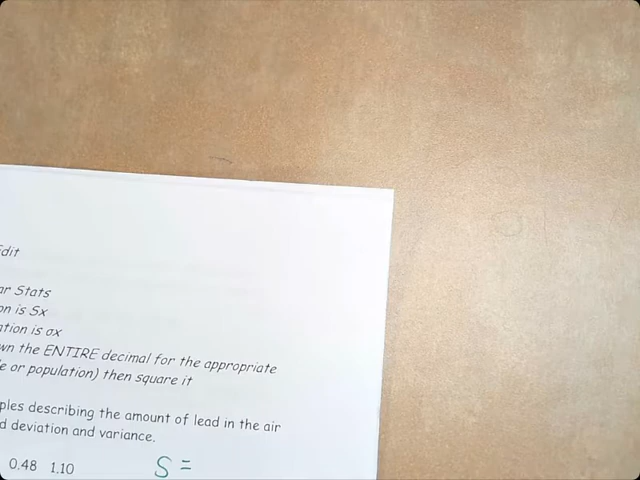 Edit
ar Stats
on is Sx
ation is σx
wn the ENTIRE decimal for the appropriate
e or population) then square it
ples describing the amount of lead in the air
d deviation and variance.
0.48 1.10 S =